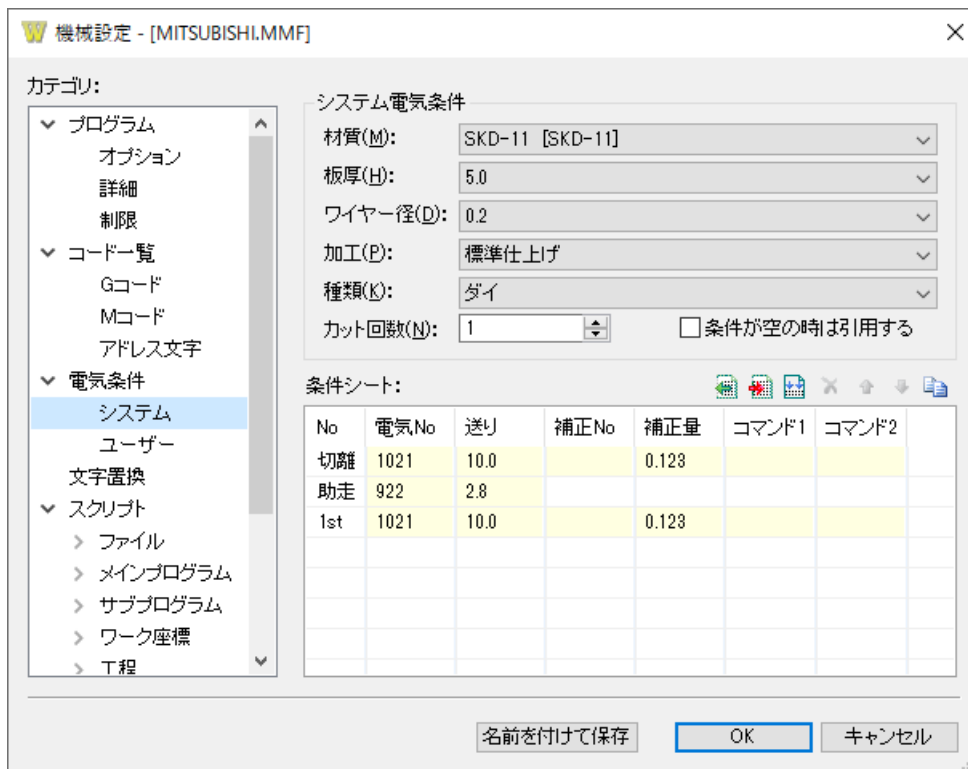 機械設定 - [MITSUBISHI.MMF]
カテゴリ:
プログラム
オプション
詳細
制限
コード一覧
Gコード
Mコード
アドレス文字
電気条件
システム
ユーザー
文字置換
スクリプト
ファイル
メインプログラム
サブプログラム
ワーク座標
工程
システム電気条件
材質(M): SKD-11 [SKD-11]
板厚(H): 5.0
ワイヤー径(D): 0.2
加工(P): 標準仕上げ
種類(K): ダイ
カット回数(N): 1 条件が空の時は引用する
条件シート:
No 電気No 送り 補正No 補正量 コマンド1 コマンド2
切離 1021 10.0 0.123
助走 922 2.8
1st 1021 10.0 0.123
名前を付けて保存 OK キャンセル